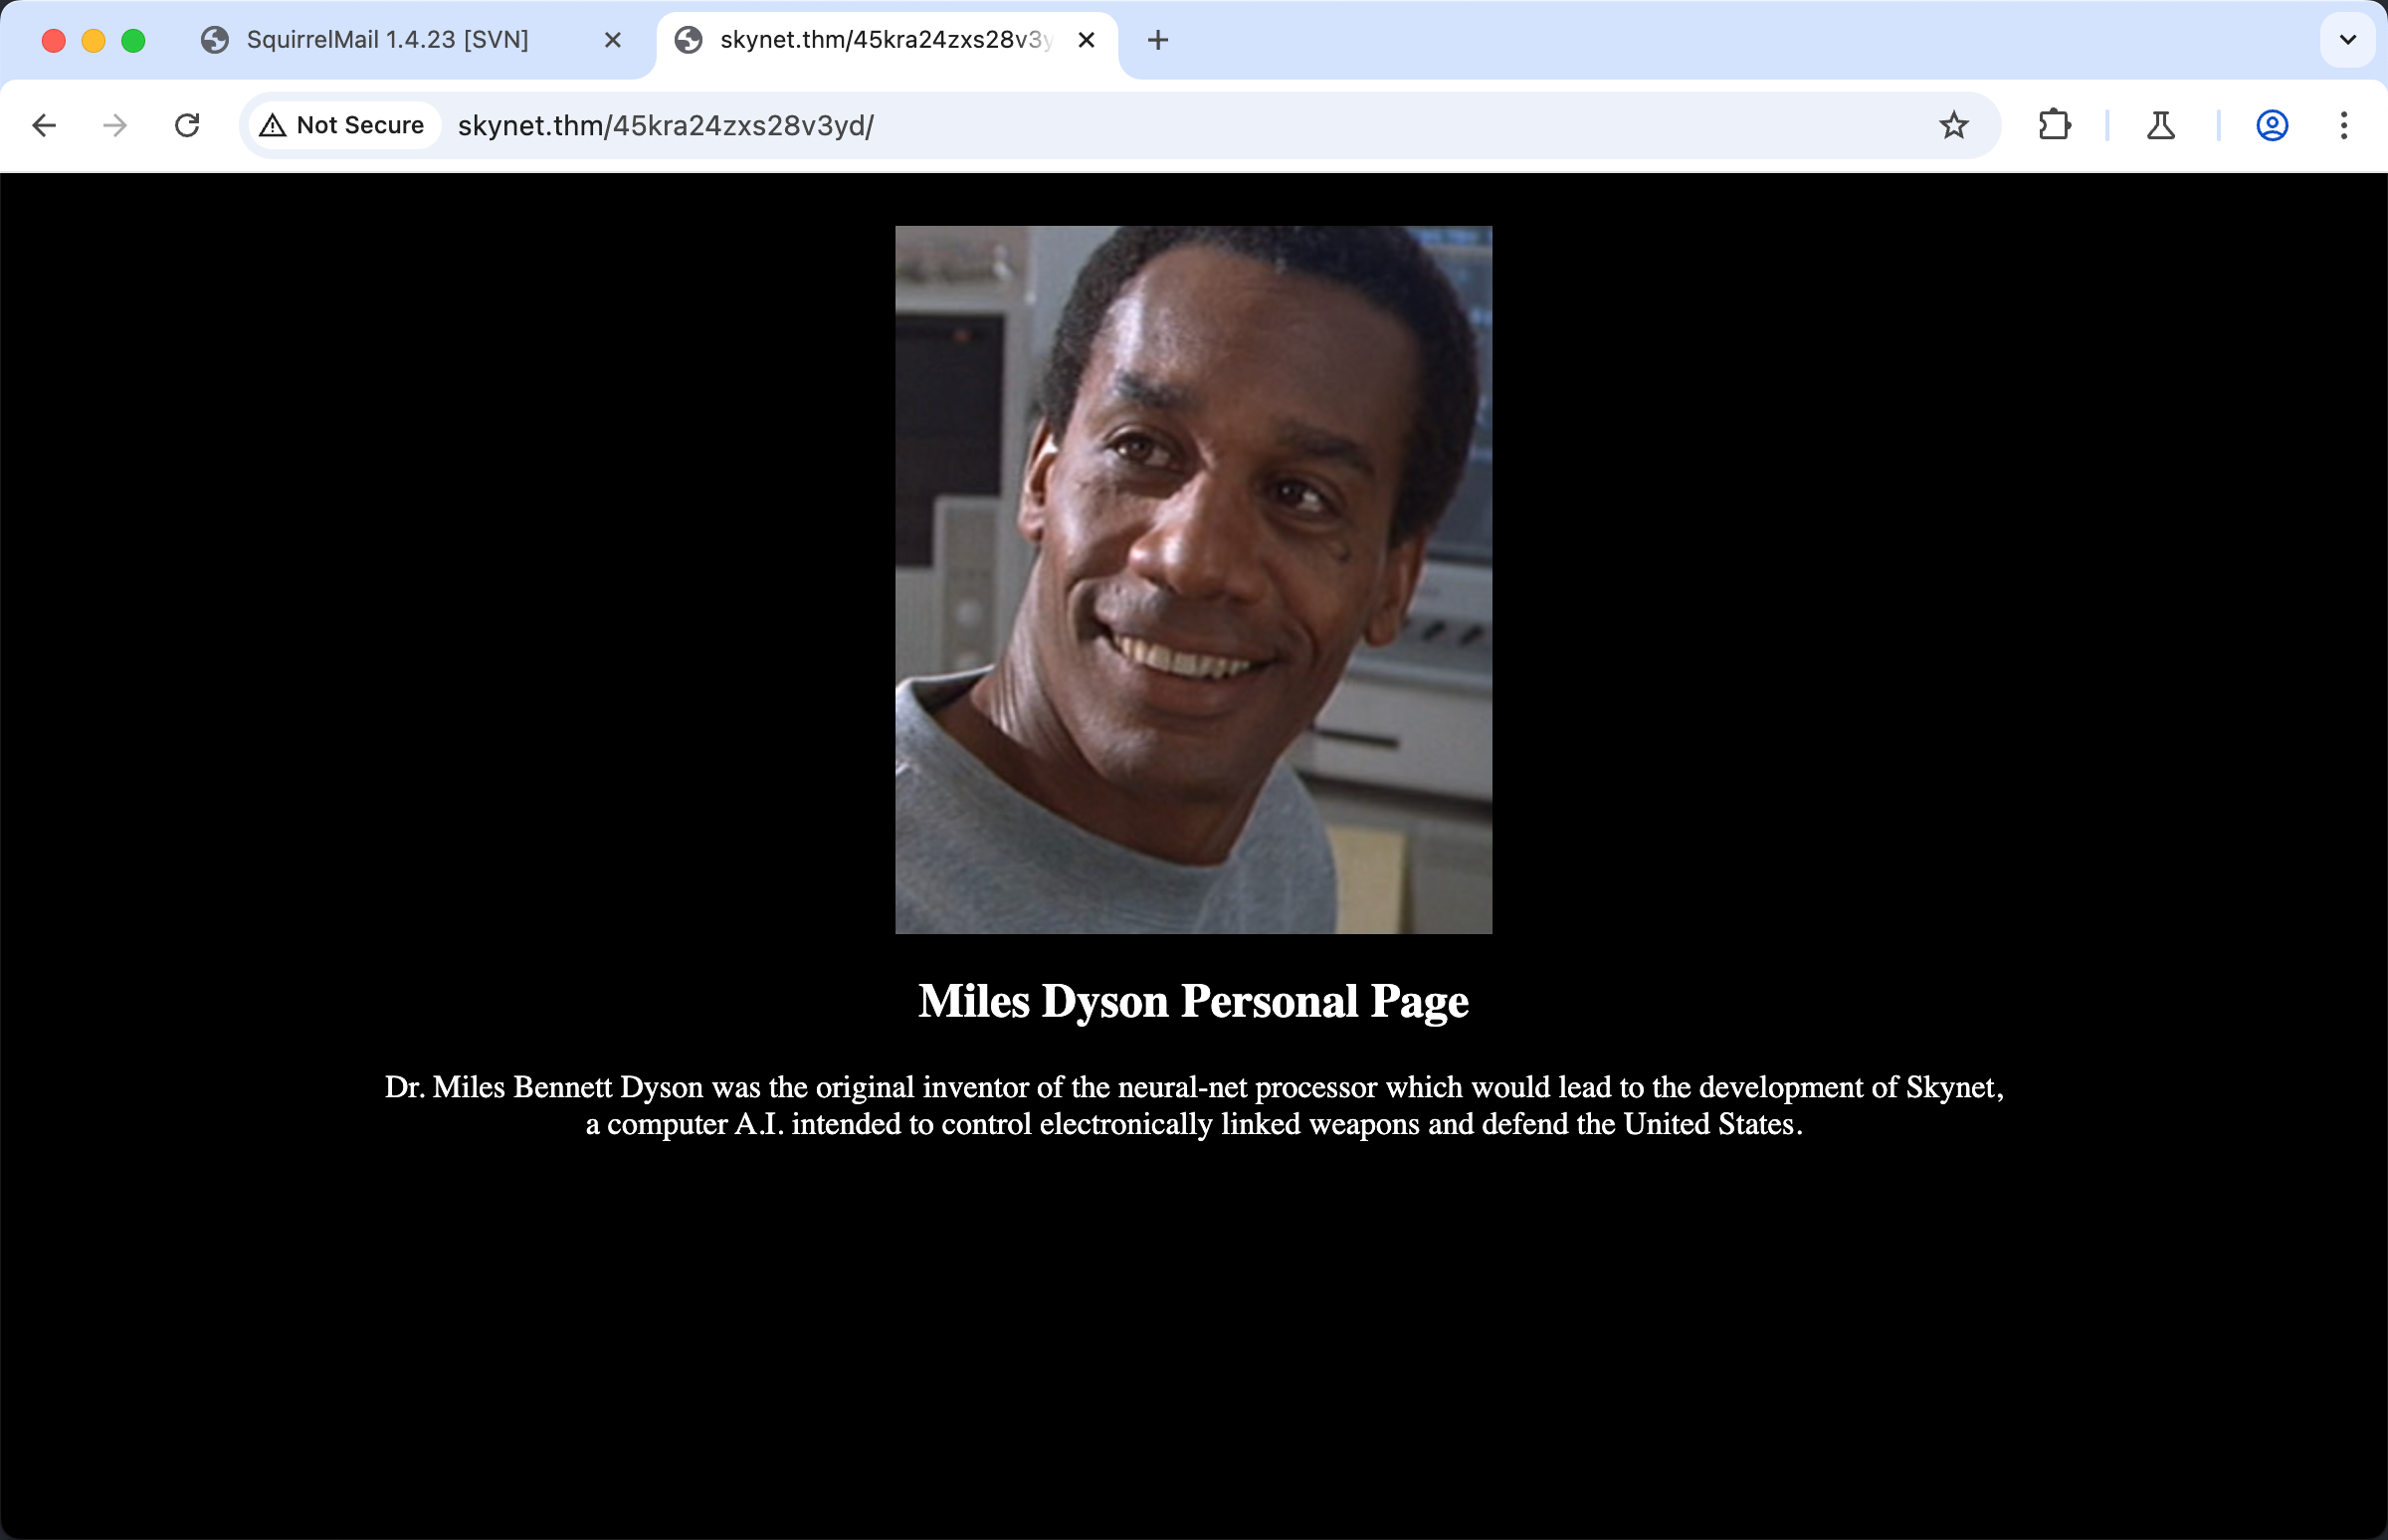 SquirrelMail 1.4.23 [SVN]
skynet.thm/45kra24zxs28v3y
Not Secure
skynet.thm/45kra24zxs28v3yd/
Miles Dyson Personal Page
Dr. Miles Bennett Dyson was the original inventor of the neural-net processor which would lead to the development of Skynet,
a computer A.I. intended to control electronically linked weapons and defend the United States.